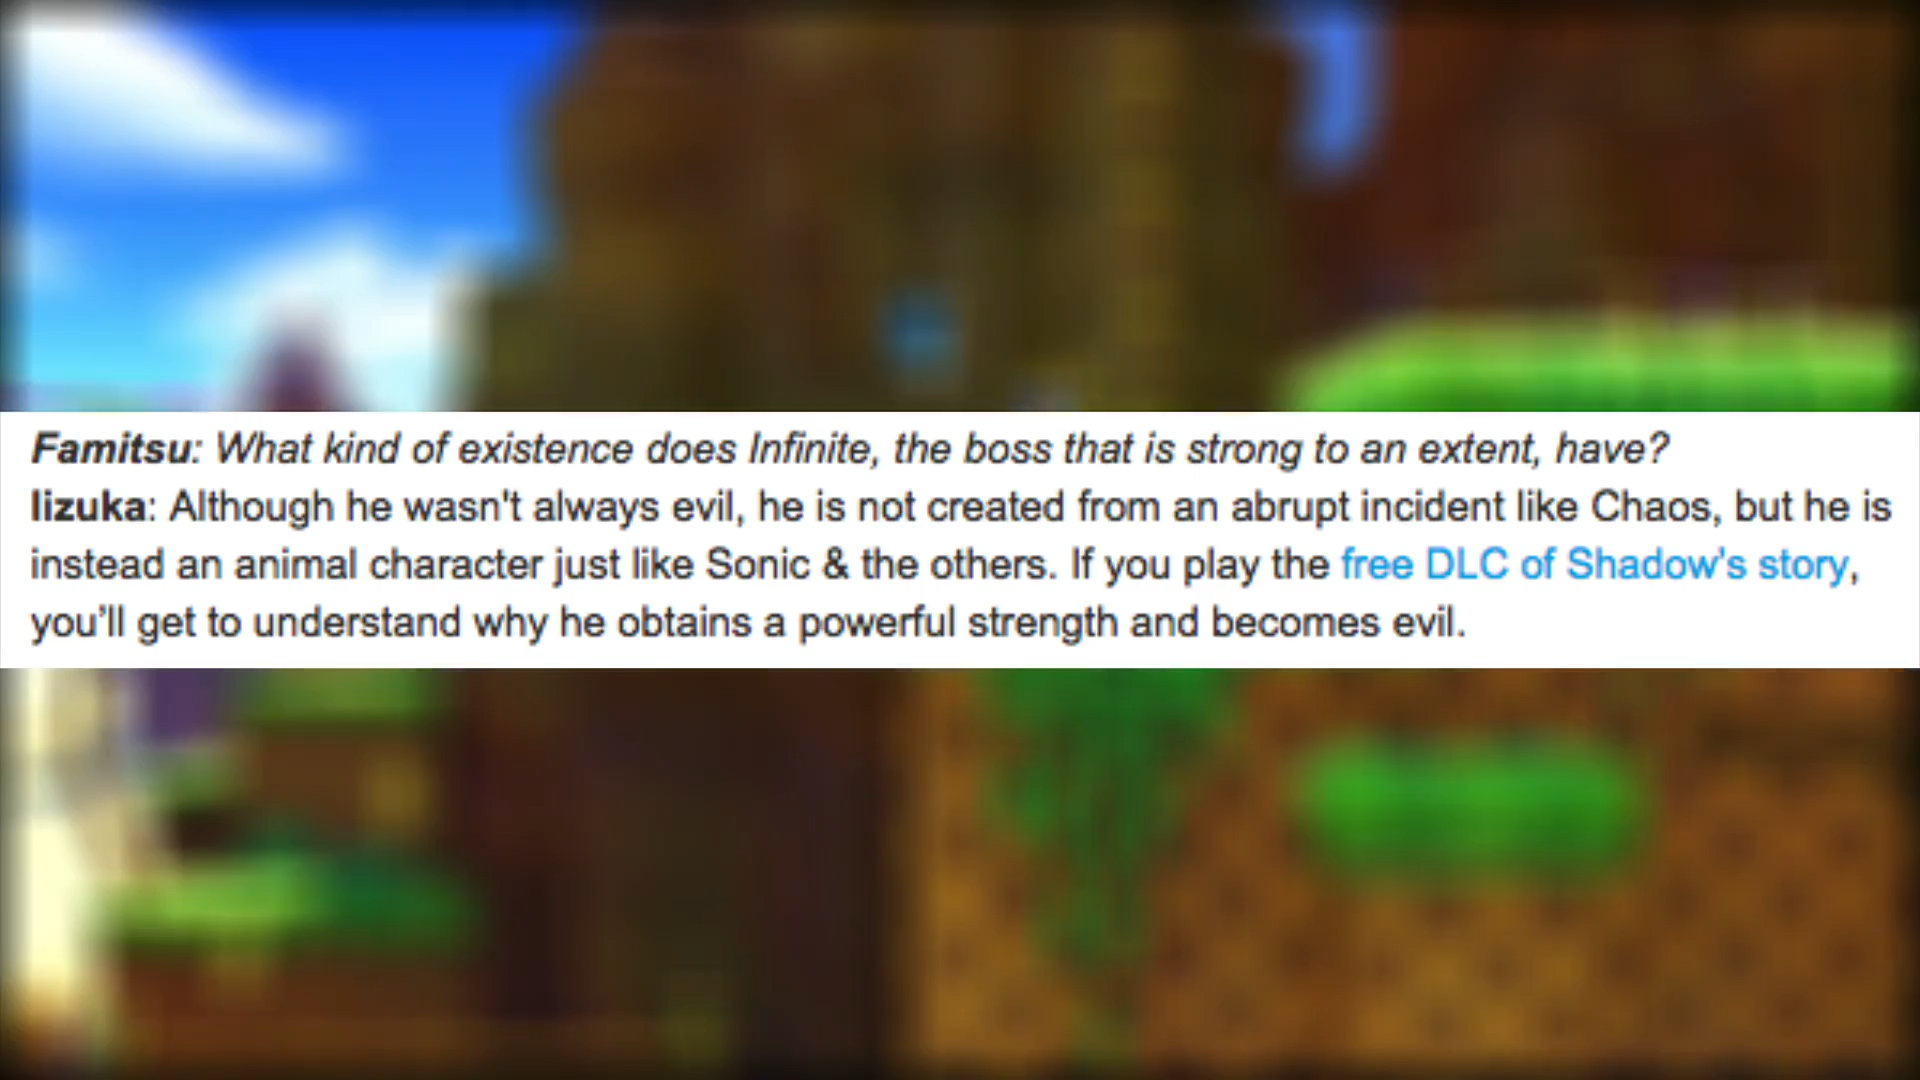 Famitsu: What kind of existence does Infinite, the boss that is strong to an extent, have?
Iizuka: Although he wasn't always evil, he is not created from an abrupt incident like Chaos, but he is
instead an animal character just like Sonic & the others. If you play the free DLC of Shadow's story,
you’ll get to understand why he obtains a powerful strength and becomes evil.